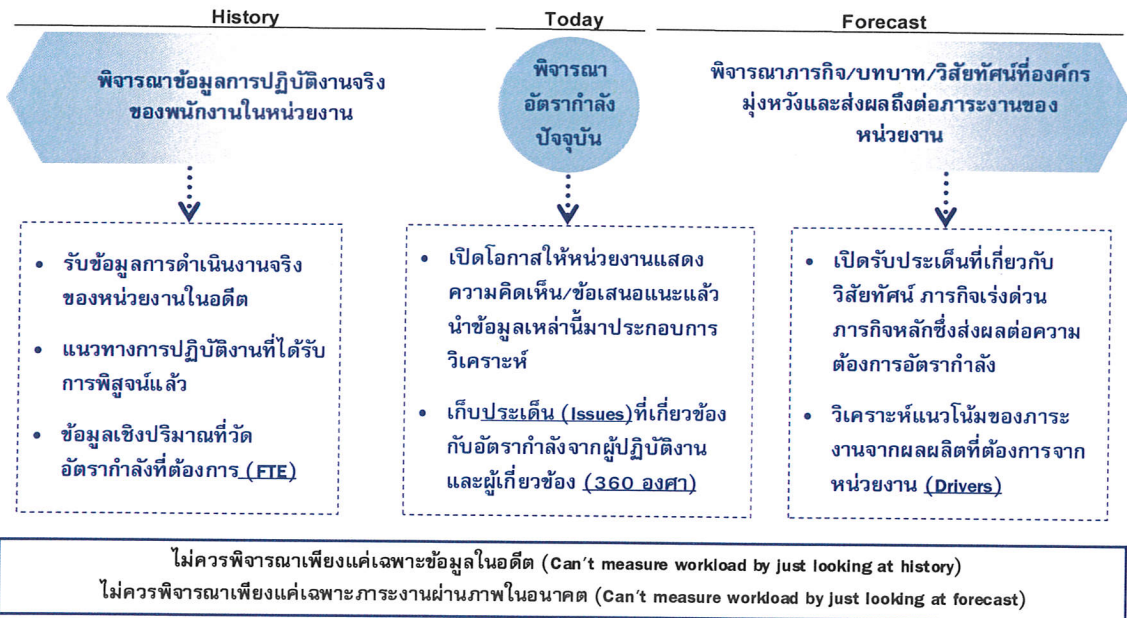 History
Today
Forecast
พิจารณาข้อมูลการปฏิบัติงานจริง
ของพนักงานในหน่วยงาน
พิจารณา
อัตรากำลัง
ปัจจุบัน
พิจารณาภารกิจ/บทบาท/วิสัยทัศน์ที่องค์กร
มุ่งหวังและส่งผลถึงต่อภาระงานของ
หน่วยงาน
• รับข้อมูลการดำเนินงานจริง
ของหน่วยงานในอดีต
• แนวทางการปฏิบัติงานที่ได้รับ
การพิสูจน์แล้ว
• ข้อมูลเชิงปริมาณที่วัด
อัตรากำลังที่ต้องการ (FTE)
• เปิดโอกาสให้หน่วยงานแสดง
ความคิดเห็น/ข้อเสนอแนะแล้ว
นำข้อมูลเหล่านี้มาประกอบการ
วิเคราะห์
• เก็บประเด็น (Issues)ที่เกี่ยวข้อง
กับอัตรากำลังจากผู้ปฏิบัติงาน
และผู้เกี่ยวข้อง (360 องศา)
• เปิดรับประเด็นที่เกี่ยวกับ
วิสัยทัศน์ ภารกิจเร่งด่วน
ภารกิจหลักซึ่งส่งผลต่อความ
ต้องการอัตรากำลัง
• วิเคราะห์แนวโน้มของภาระ
งานจากผลผลิตที่ต้องการจาก
หน่วยงาน (Drivers)
ไม่ควรพิจารณาเพียงแค่เฉพาะข้อมูลในอดีต (Can't measure workload by just looking at history)
ไม่ควรพิจารณาเพียงแค่เฉพาะภาระงานผ่านภาพในอนาคต (Can't measure workload by just looking at forecast)